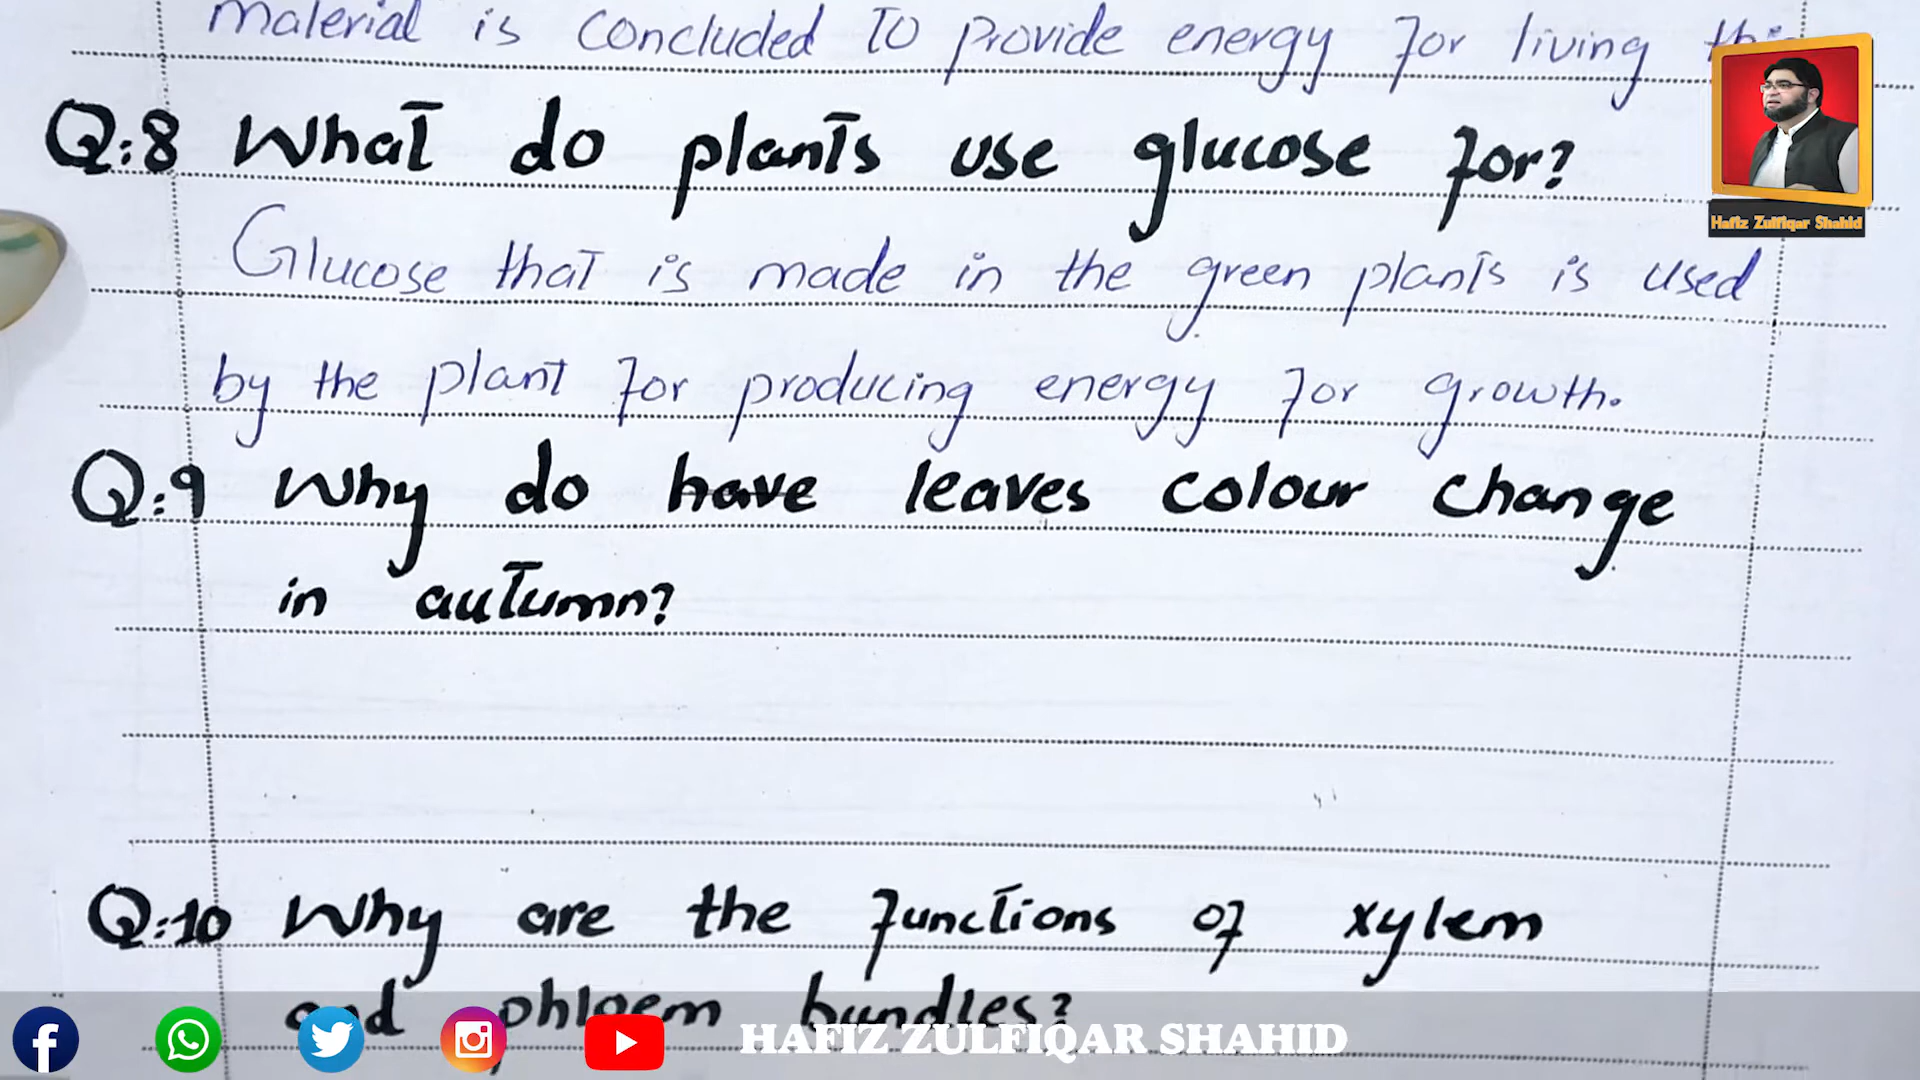 material is concluded to provide energy for living
Q:8 What do plants use glucose for?
Hafiz Zulfiqar Shahid
Glucose that is made in the green plants is used
by the plant for producing energy for growth.
Q:9 Why do have leaves colour change
in autumn?
Q:10 Why are the functions of xylem
and phloem bundles?
HAFIZ ZULFIQAR SHAHID